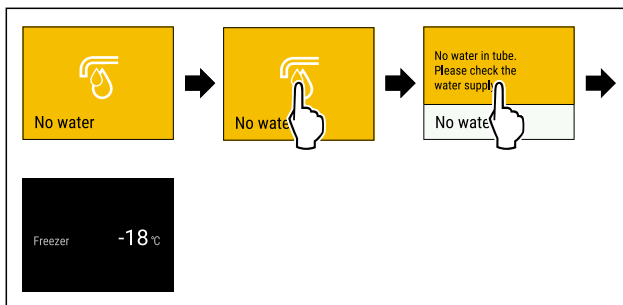 No water
No wate
No water in tube.
Please check the
water supply
No wate
Freezer -18 °C